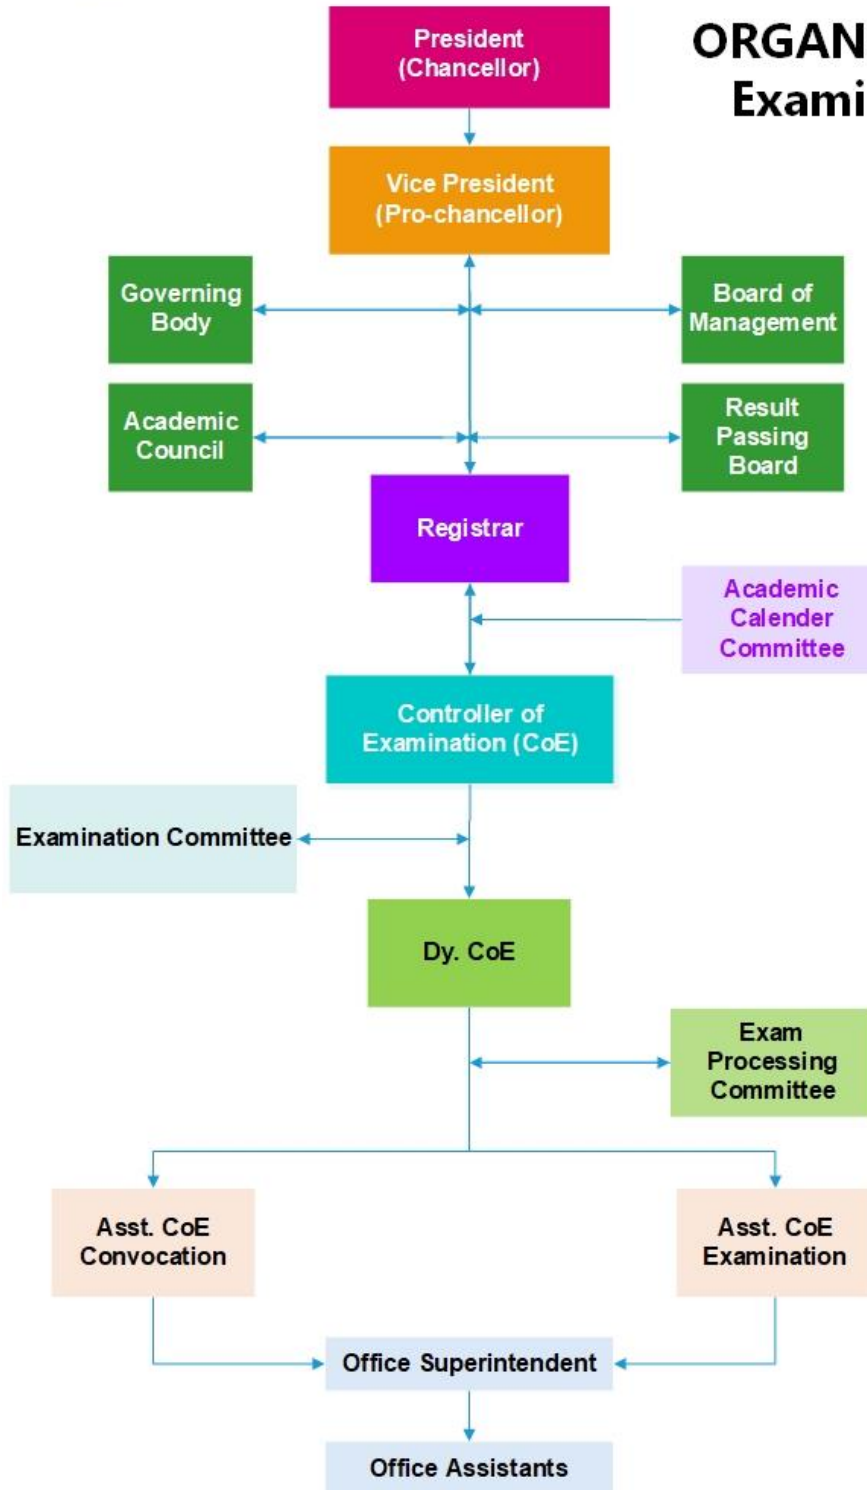 President
(Chancellor)
ORGAN
Exami
Vice President
(Pro-chancellor)
Governing
Body
Board of
Management
Academic
Council
Result
Passing
Board
Registrar
Academic
Calender
Committee
Controller of
Examination (CoE)
Examination Committee
Dy. CoE
Exam
Processing
Committee
Asst. CoE
Convocation
Asst. CoE
Examination
Office Superintendent
Office Assistants